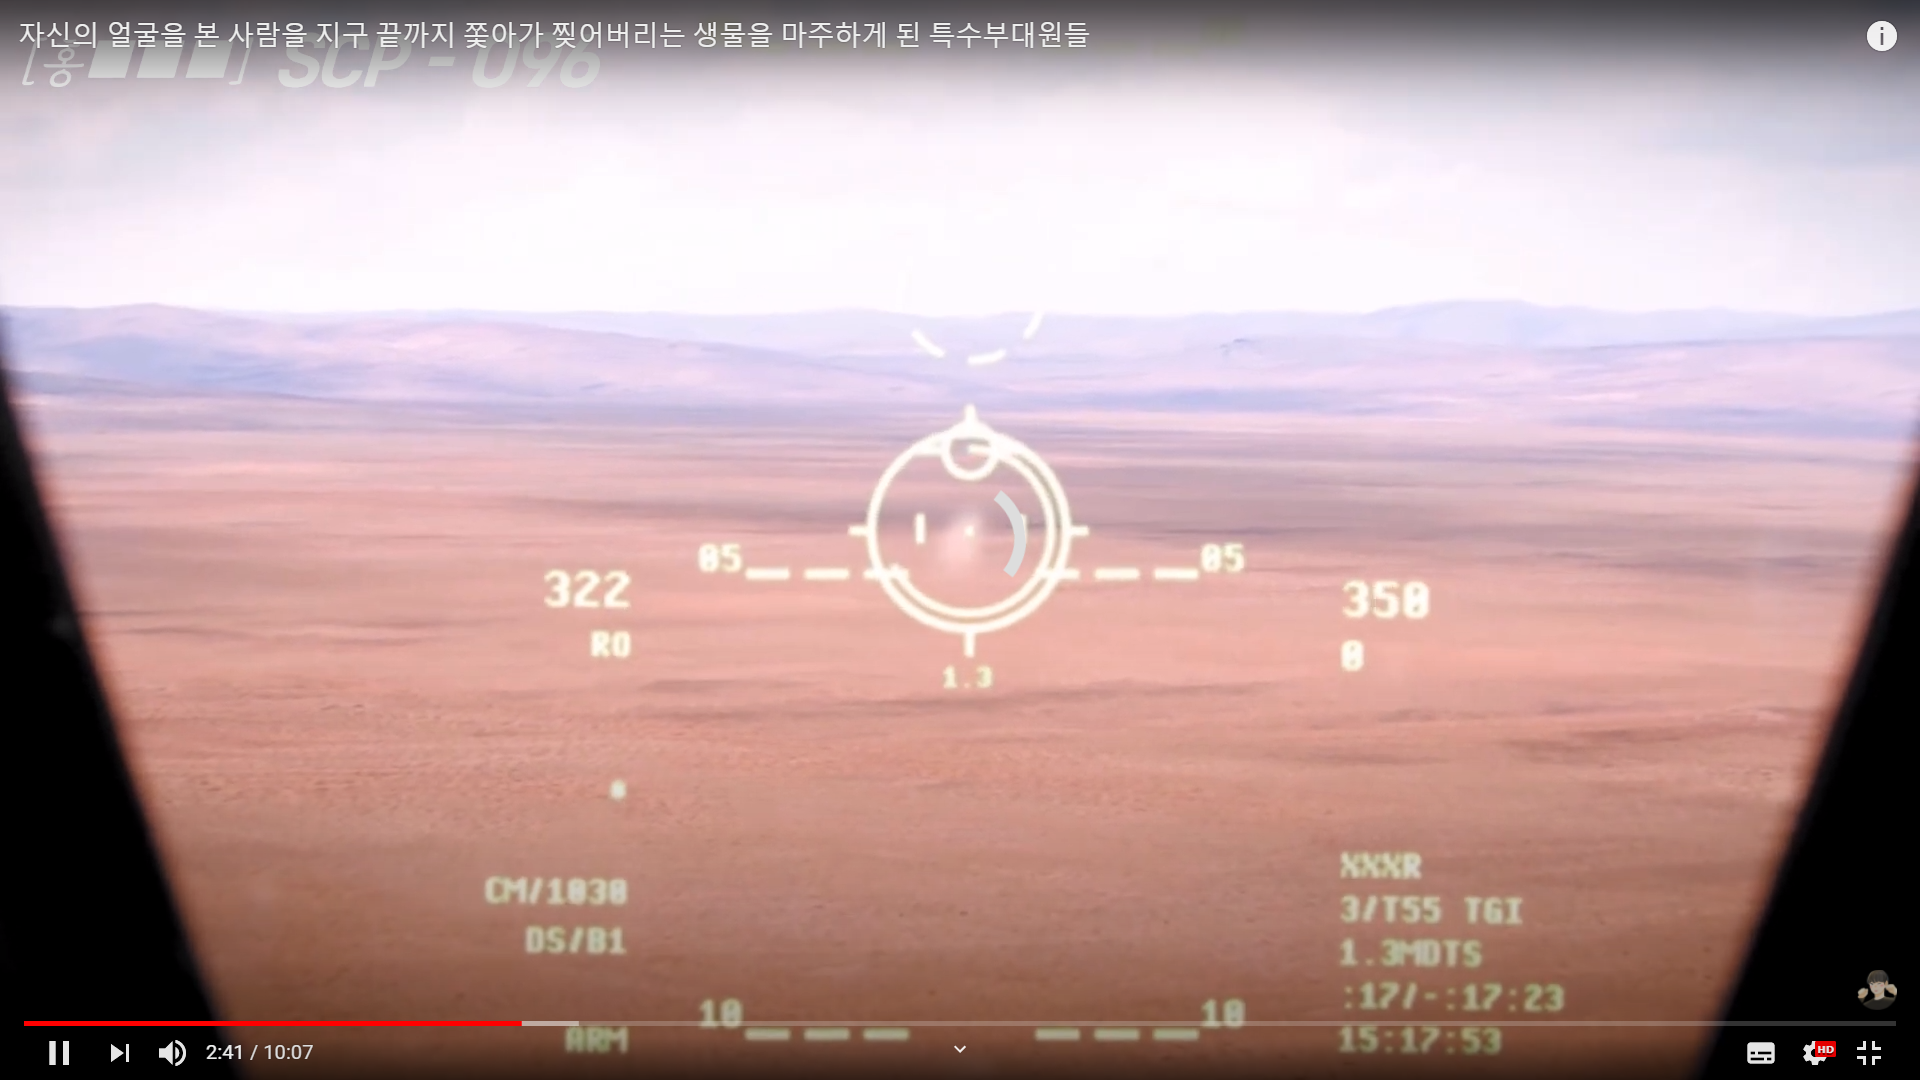 자신의 얼굴을 본 사람을 지구 끝까지 쫓아가 찢어버리는 생물을 마주하게 된 특수부대원들
[홍■■■] SCP - 096
05 05
322 350
RO 0
1.3
0
XXXR
CM/1030 3/T55 TGI
DS/B1 1.3MDTS
:17/-:17:23
10 10
ARM 15:17:53
2:41 / 10:07
HD